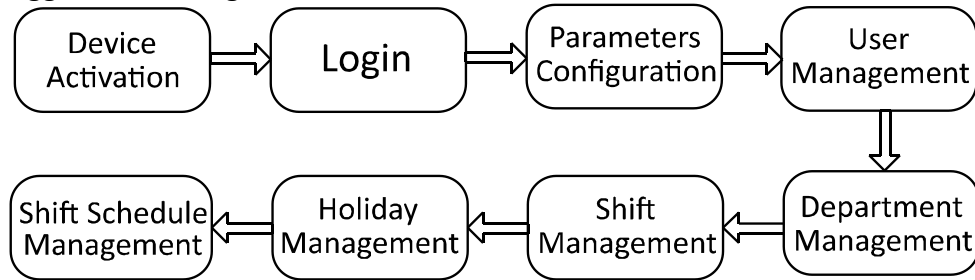 Device
Activation
Login
Parameters
Configuration
User
Management
Department
Management
Shift
Management
Holiday
Management
Shift Schedule
Management